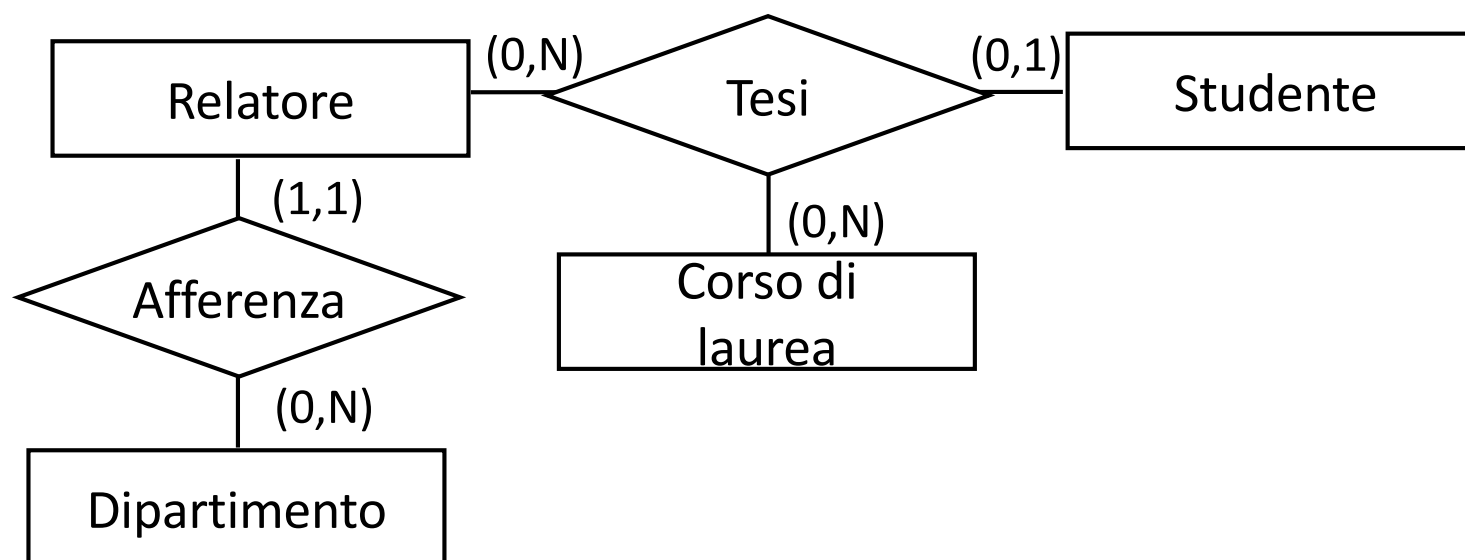 (0,N)
(0,1)
Relatore
Tesi
Studente
(1,1)
(0,N)
Afferenza
Corso di
laurea
(0,N)
Dipartimento